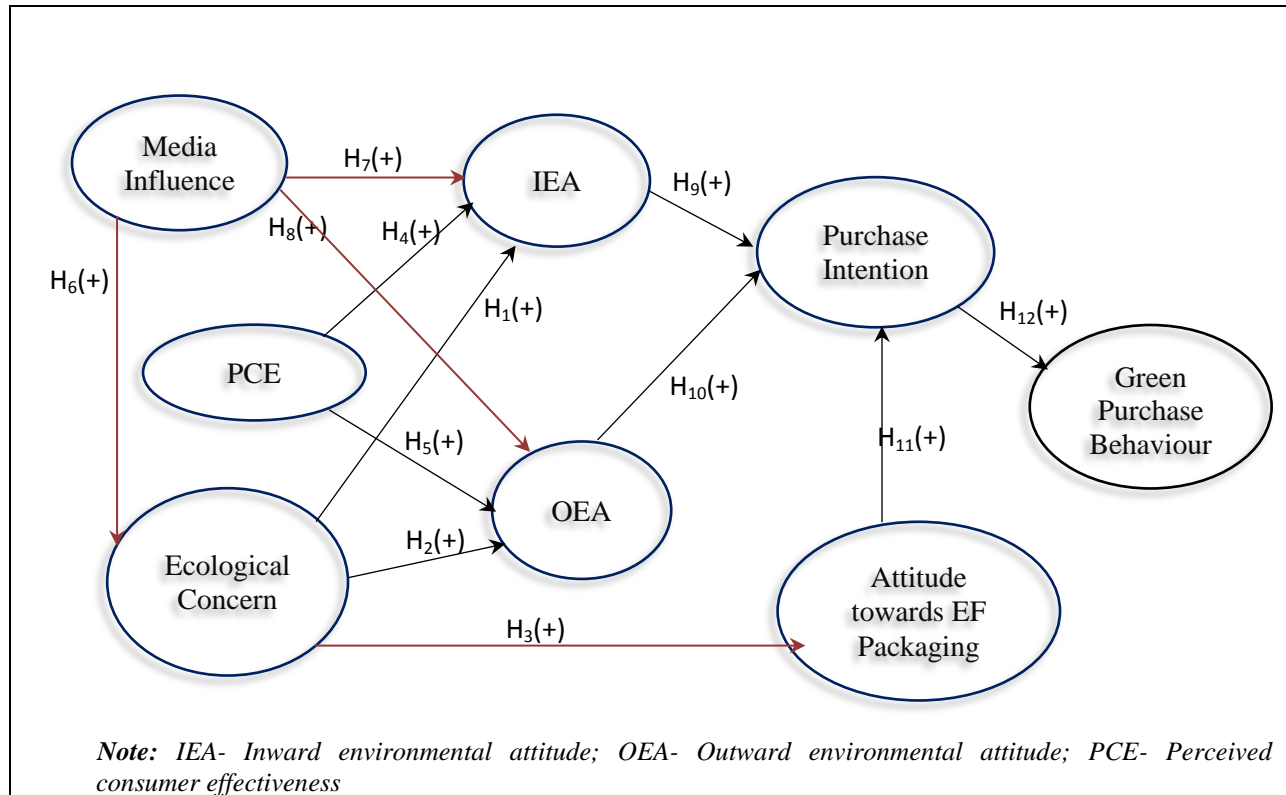 Media
Influence
H₇(+)
IEA
H₉(+)
H₈(+)
H₄(+)
Purchase
Intention
H₆(+)
H₁(+)
H₁₂(+)
PCE
H₁₀(+)
Green
Purchase
Behaviour
H₅(+)
H₁₁(+)
OEA
H₂(+)
Ecological
Concern
Attitude
towards EF
Packaging
H₃(+)
Note: IEA- Inward environmental attitude; OEA- Outward environmental attitude; PCE- Perceived
consumer effectiveness